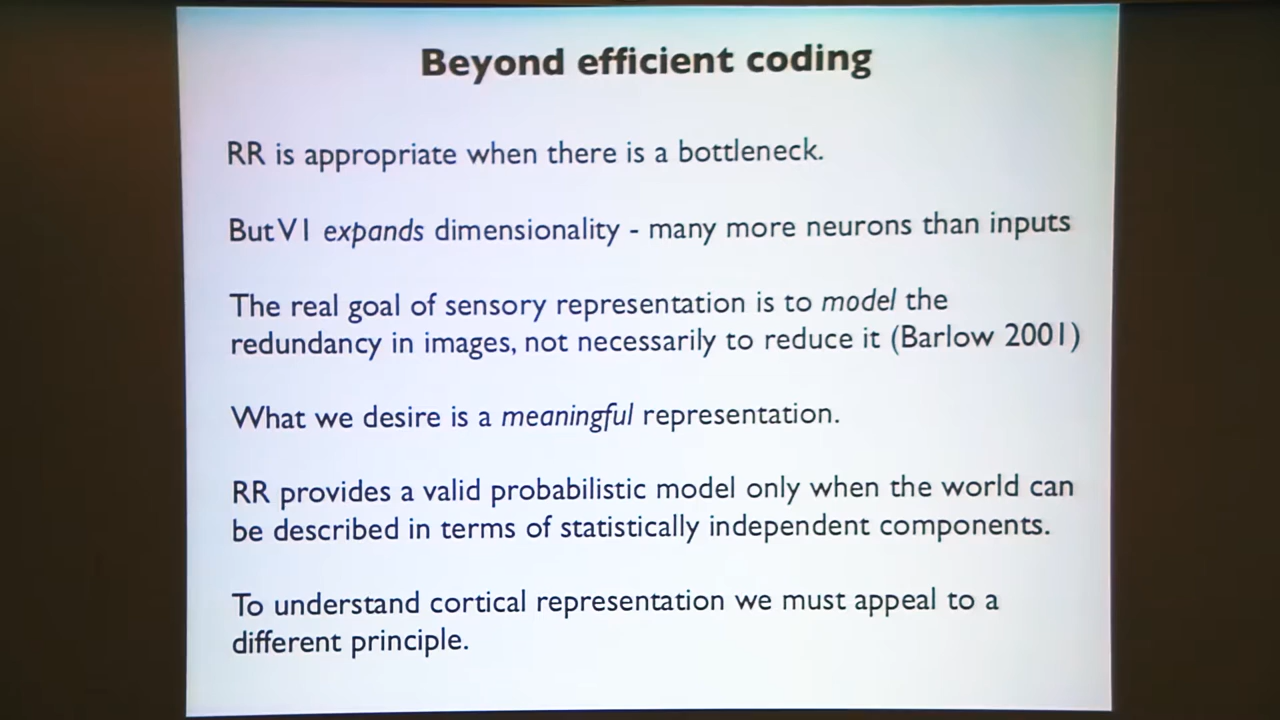 Beyond efficient coding
RR is appropriate when there is a bottleneck.
But V1 expands dimensionality - many more neurons than inputs
The real goal of sensory representation is to model the
redundancy in images, not necessarily to reduce it (Barlow 2001)
What we desire is a meaningful representation.
RR provides a valid probabilistic model only when the world can
be described in terms of statistically independent components.
To understand cortical representation we must appeal to a
different principle.